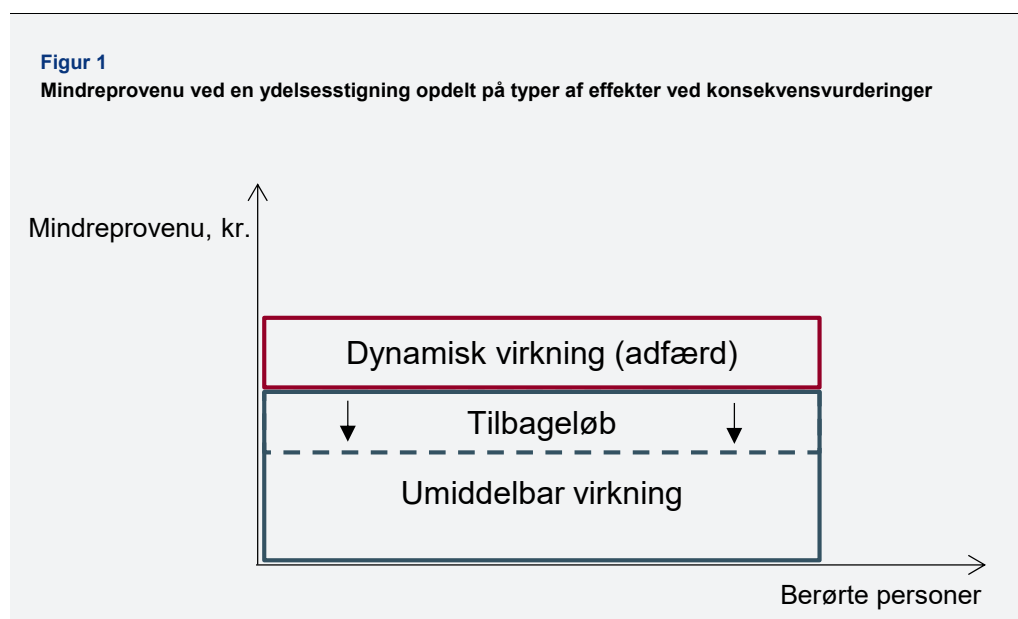 Figur 1
Mindreprovenu ved en ydelsesstigning opdelt på typer af effekter ved konsekvensvurderinger
Mindreprovenu, kr.
Dynamisk virkning (adfærd)
Tilbageløb
Umiddelbar virkning
Berørte personer